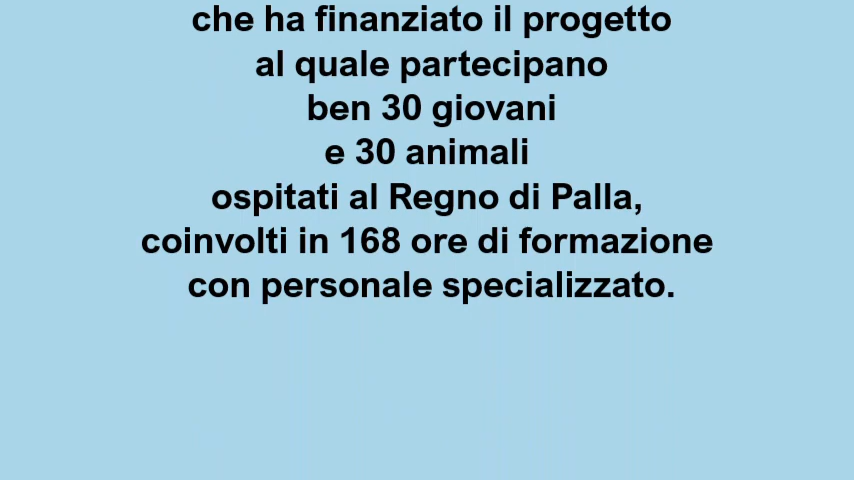 che ha finanziato il progetto
al quale partecipano
ben 30 giovani
e 30 animali
ospitati al Regno di Palla,
coinvolti in 168 ore di formazione
con personale specializzato.